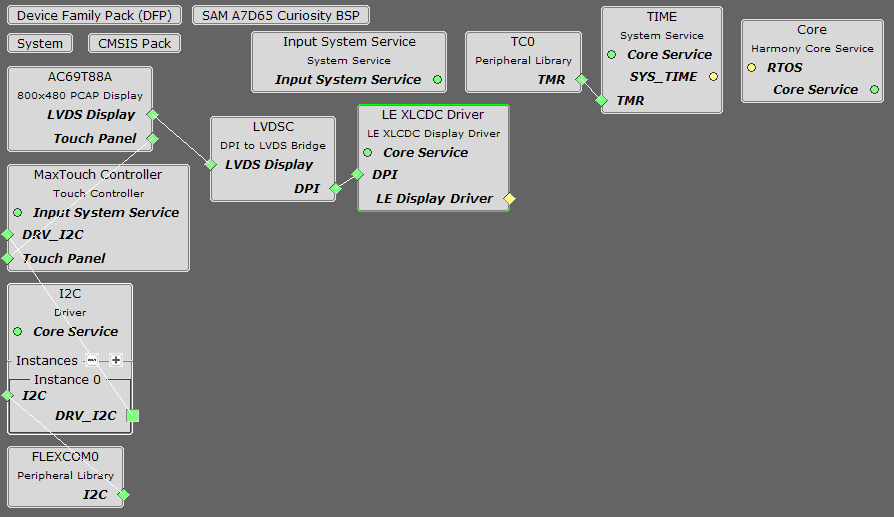 Device Family Pack (DFP)
SAM A7D65 Curiosity BSP
System
CMSIS Pack
Input System Service
System Service
Input System Service
TC0
Peripheral Library
TMR
TIME
System Service
Core Service
SYS_TIME
TMR
Core
Harmony Core Service
RTOS
Core Service
AC69T88A
800x480 PCAP Display
LVDS Display
Touch Panel
LVDSC
DPI to LVDS Bridge
LVDS Display
DPI
LE XLCDC Driver
LE XLCDC Display Driver
Core Service
DPI
LE Display Driver
MaxTouch Controller
Touch Controller
Input System Service
DRV_I2C
Touch Panel
I2C
Driver
Core Service
Instances
Instance 0
I2C
DRV_I2C
FLEXCOM0
Peripheral Library
I2C